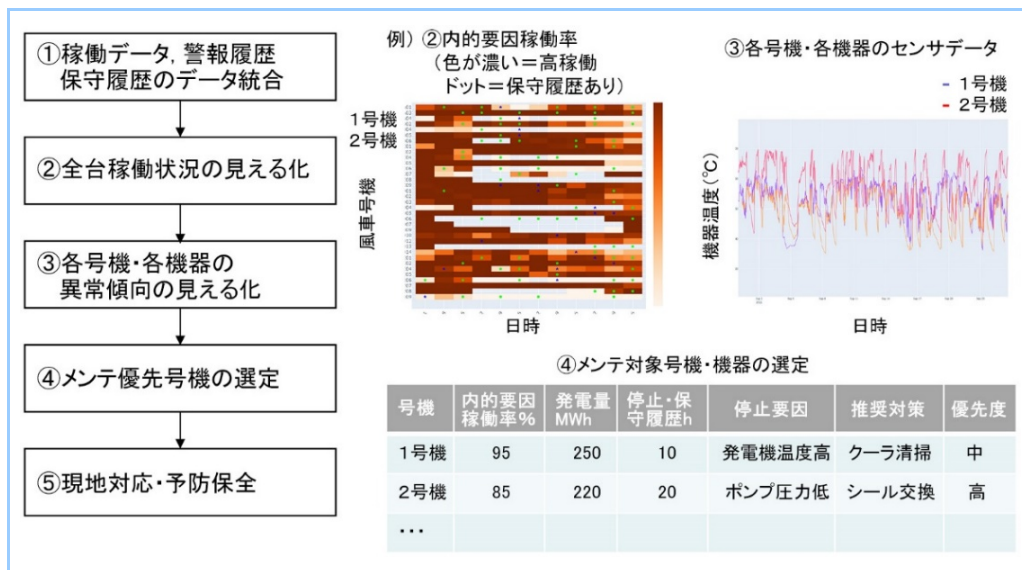 ①稼働データ, 警報履歴
保守履歴のデータ統合
②全台稼働状況の見える化
③各号機・各機器の
異常傾向の見える化
④メンテ優先号機の選定
⑤現地対応・予防保全
例）②内的要因稼働率
(色が濃い＝高稼働
ドット＝保守履歴あり)
1号機
2号機
風車号機
日時
③各号機・各機器のセンサデータ
1号機
2号機
機器温度(℃)
日時
④メンテ対象号機・機器の選定
号機 内的要因稼働率% 発電量MWh 停止・保守履歴h 停止要因 推奨対策 優先度
1号機 95 250 10 発電機温度高 クーラ清掃 中
2号機 85 220 20 ポンプ圧力低 シール交換 高
・・・